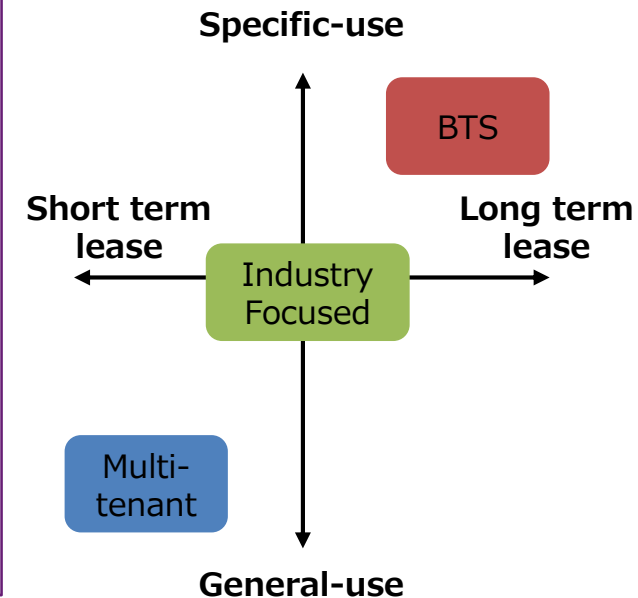 Specific-use
BTS
Short term
lease
Long term
lease
Industry
Focused
Multi-
tenant
General-use